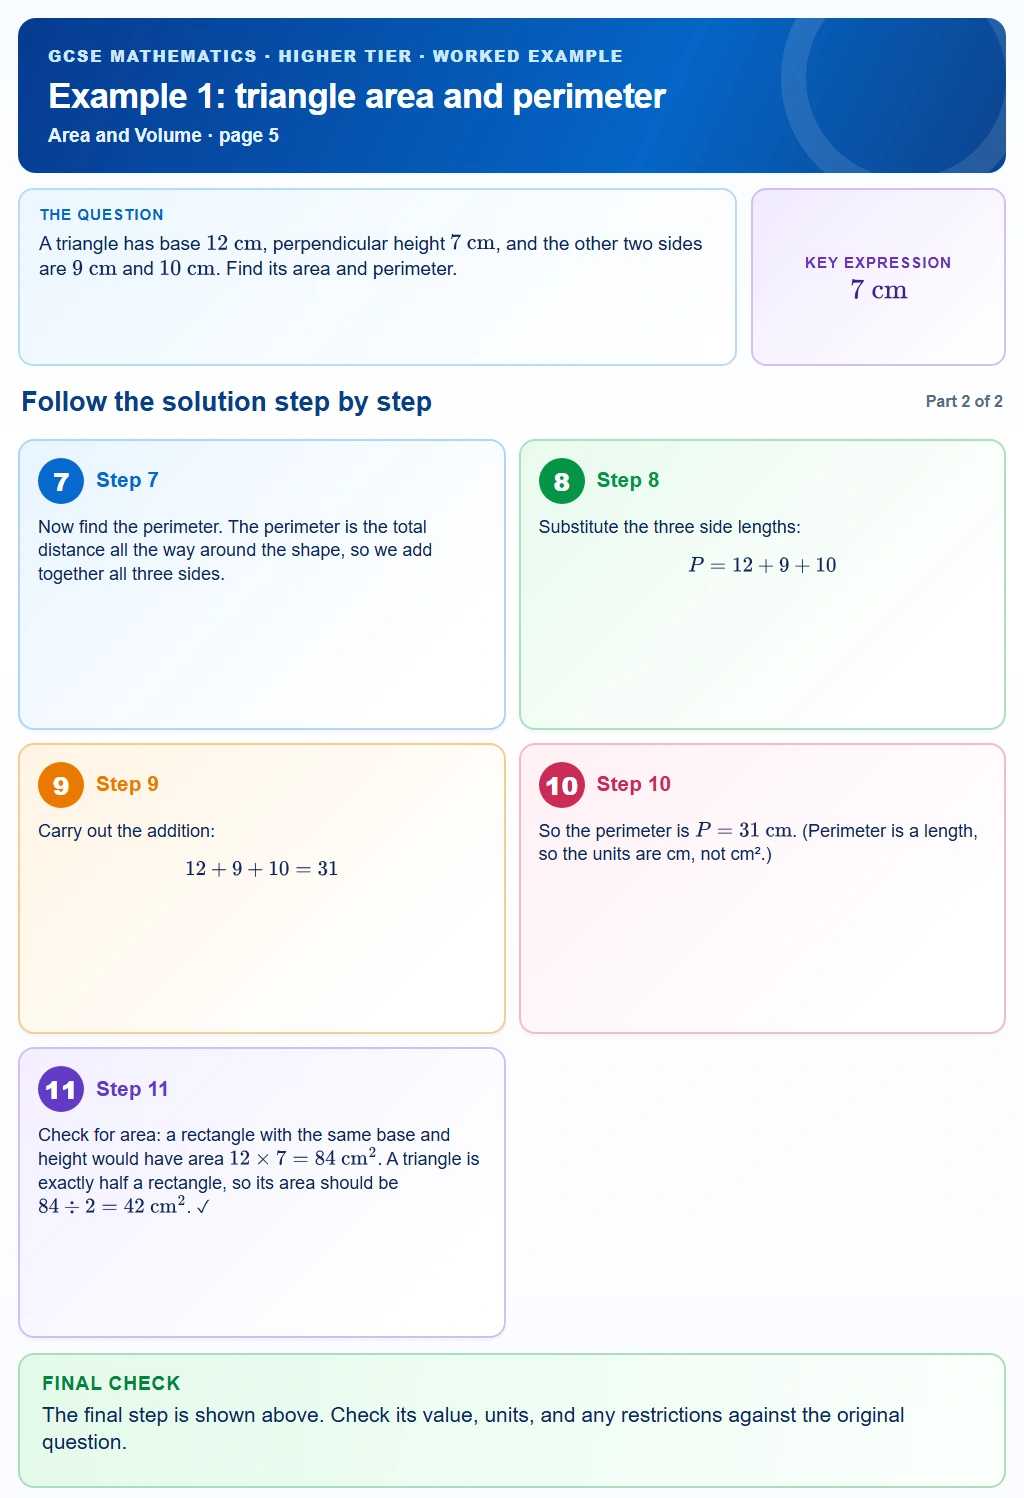 GCSE MATHEMATICS · HIGHER TIER · WORKED EXAMPLE
Example 1: triangle area and perimeter
Area and Volume · page 5
THE QUESTION
A triangle has base 12 cm, perpendicular height 7 cm, and the other two sides
are 9 cm and 10 cm. Find its area and perimeter.
KEY EXPRESSION
7 cm
Follow the solution step by step
Part 2 of 2
7 Step 7
Now find the perimeter. The perimeter is the total
distance all the way around the shape, so we add
together all three sides.
8 Step 8
Substitute the three side lengths:
P = 12 + 9 + 10
9 Step 9
Carry out the addition:
12 + 9 + 10 = 31
10 Step 10
So the perimeter is P = 31 cm. (Perimeter is a length,
so the units are cm, not cm².)
11 Step 11
Check for area: a rectangle with the same base and
height would have area 12 × 7 = 84 cm². A triangle is
exactly half a rectangle, so its area should be
84 ÷ 2 = 42 cm². ✓
FINAL CHECK
The final step is shown above. Check its value, units, and any restrictions against the original
question.